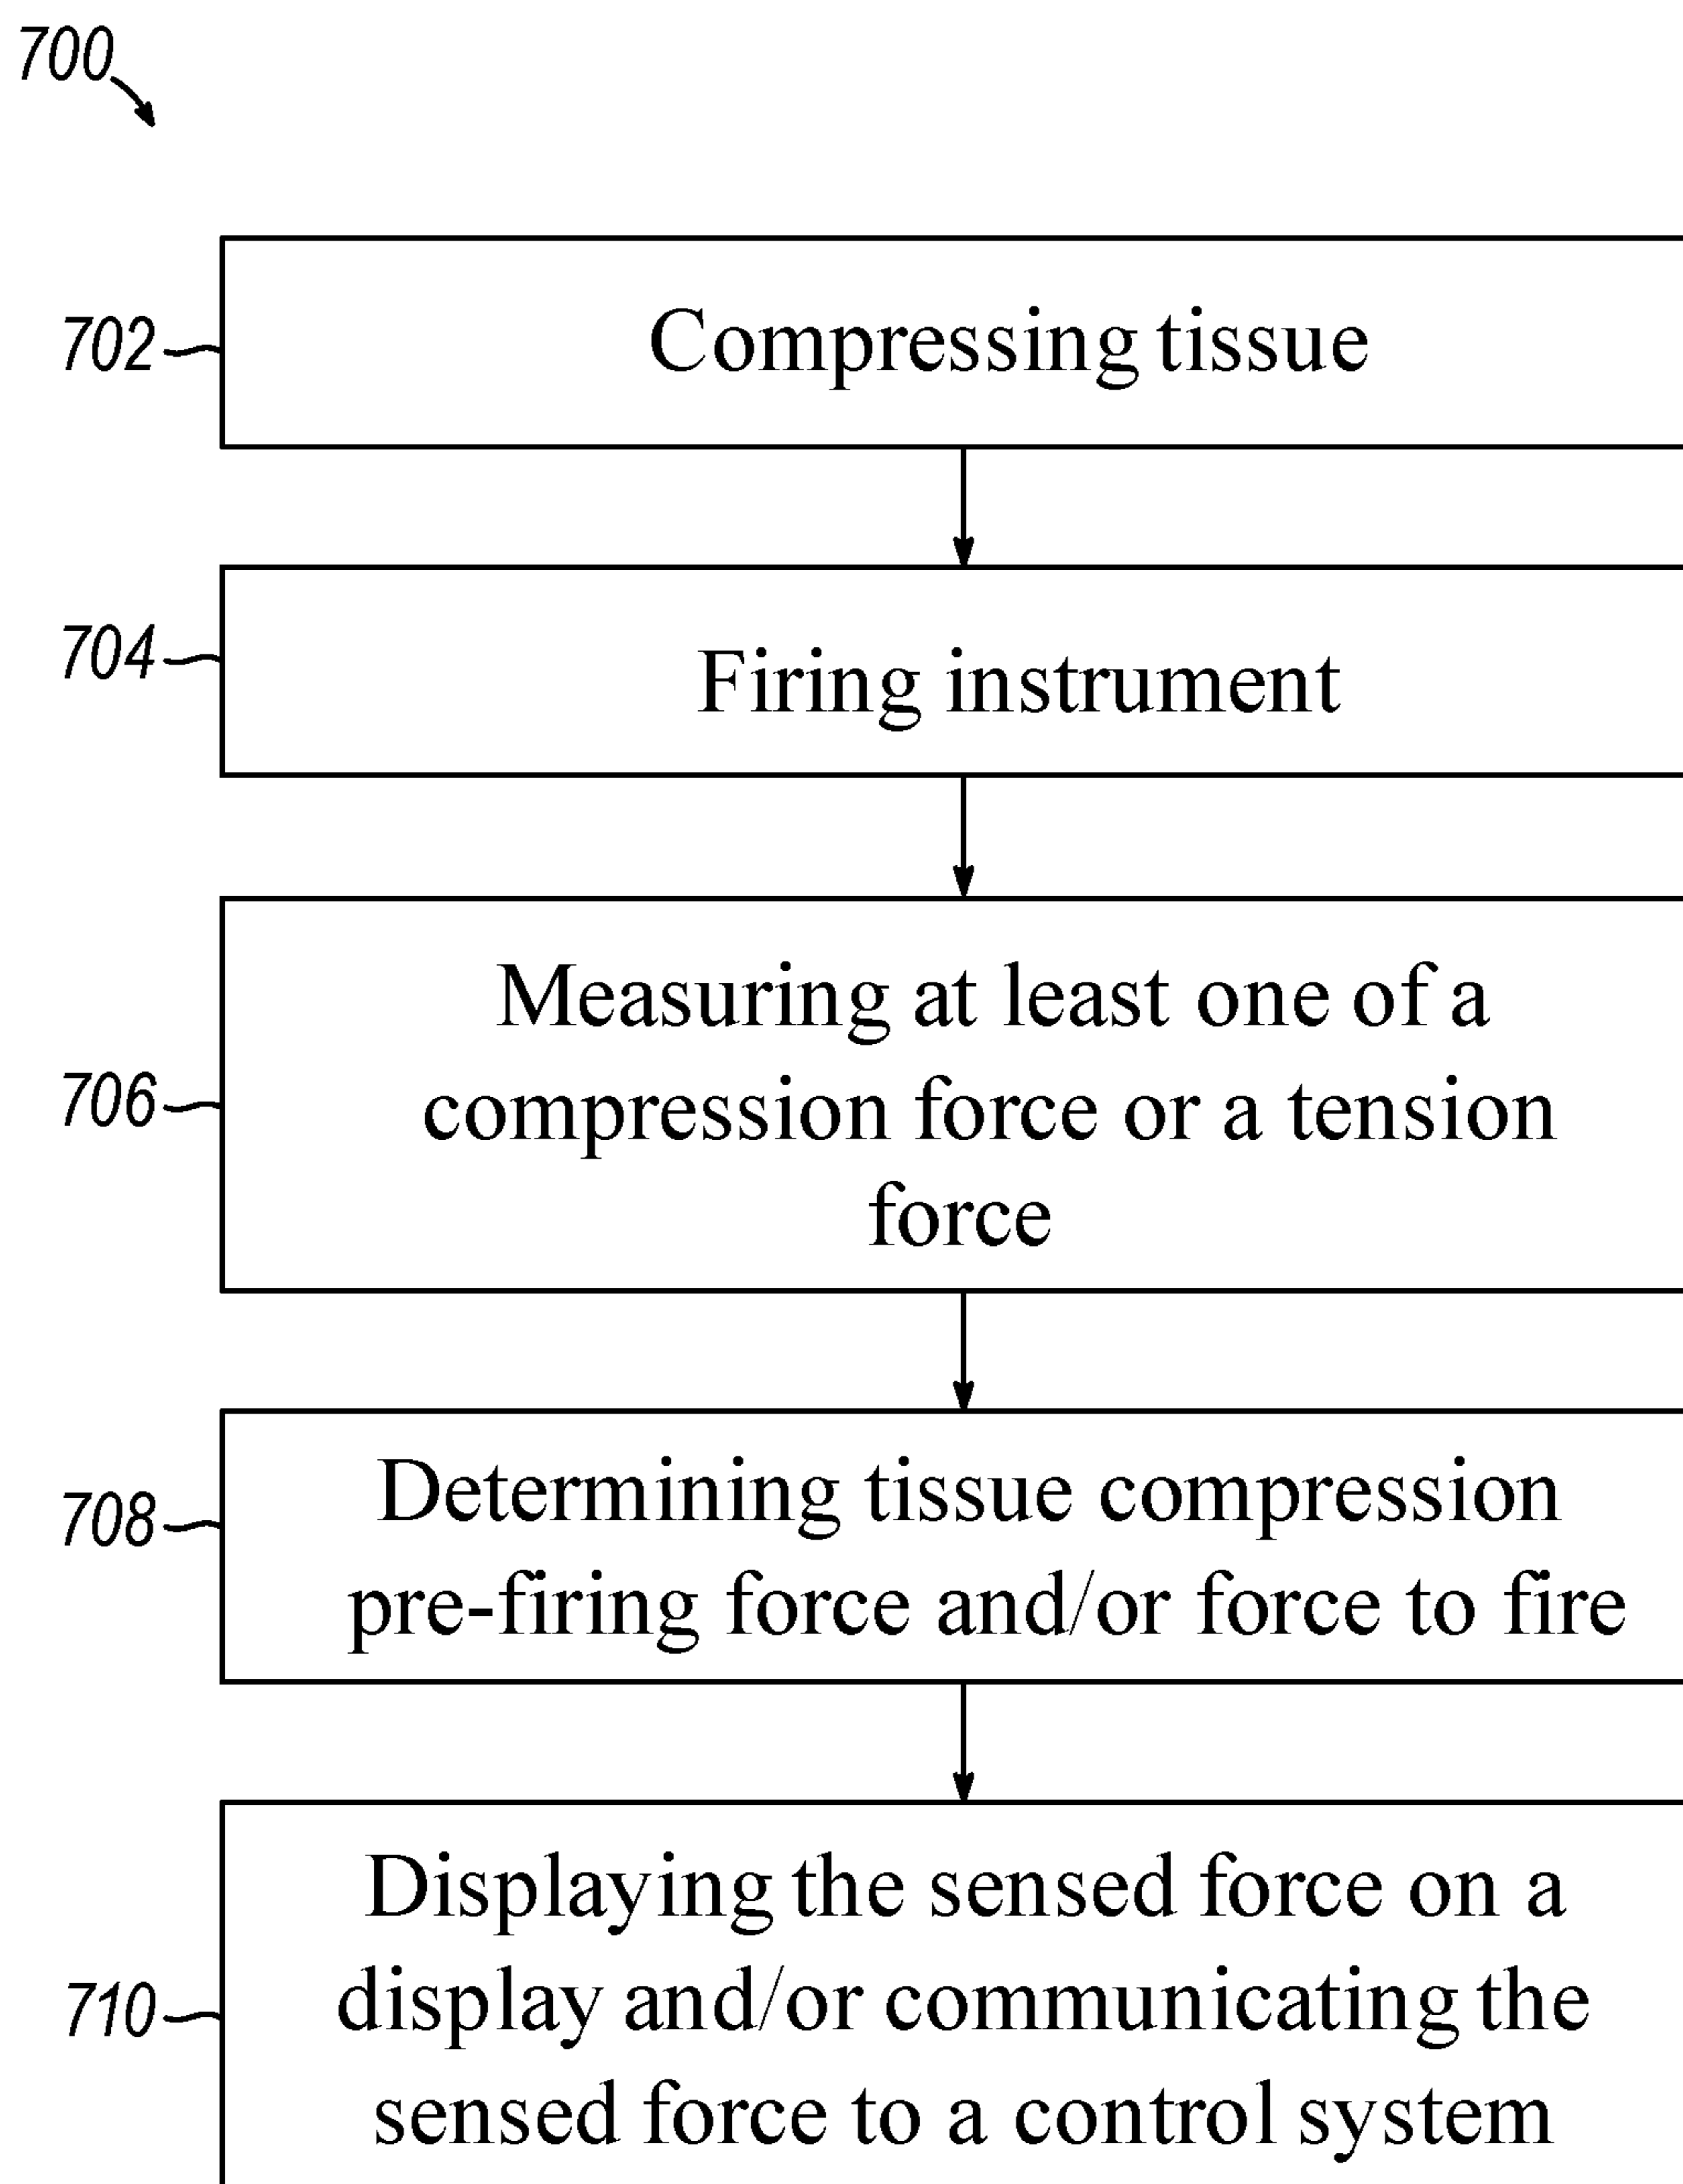 700
702
Compressing tissue
704
Firing instrument
Measuring at least one of a
706
compression force or a tension
force
Determining tissue compression
708
pre-firing force and/or force to fire
Displaying the sensed force on a
710
display and/or communicating the
sensed force to a control system